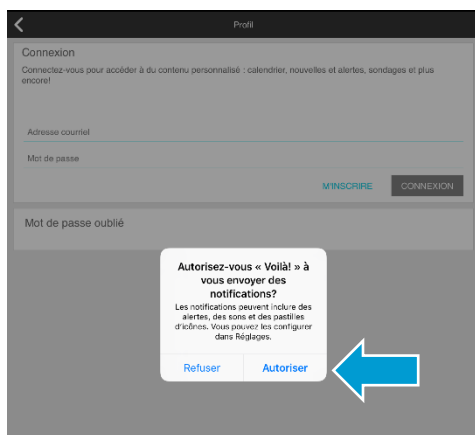 Profil
Connexion
Connectez-vous pour accéder à du contenu personnalisé : calendrier, nouvelles et alertes, sondages et plus
encore!
Adresse courriel
Mot de passe
M'INSCRIRE CONNEXION
Mot de passe oublié
Autorisez-vous « Voilà! » à
vous envoyer des
notifications?
Les notifications peuvent inclure des
alertes, des sons et des pastilles
d'icônes. Vous pouvez les configurer
dans Réglages.
Refuser Autoriser